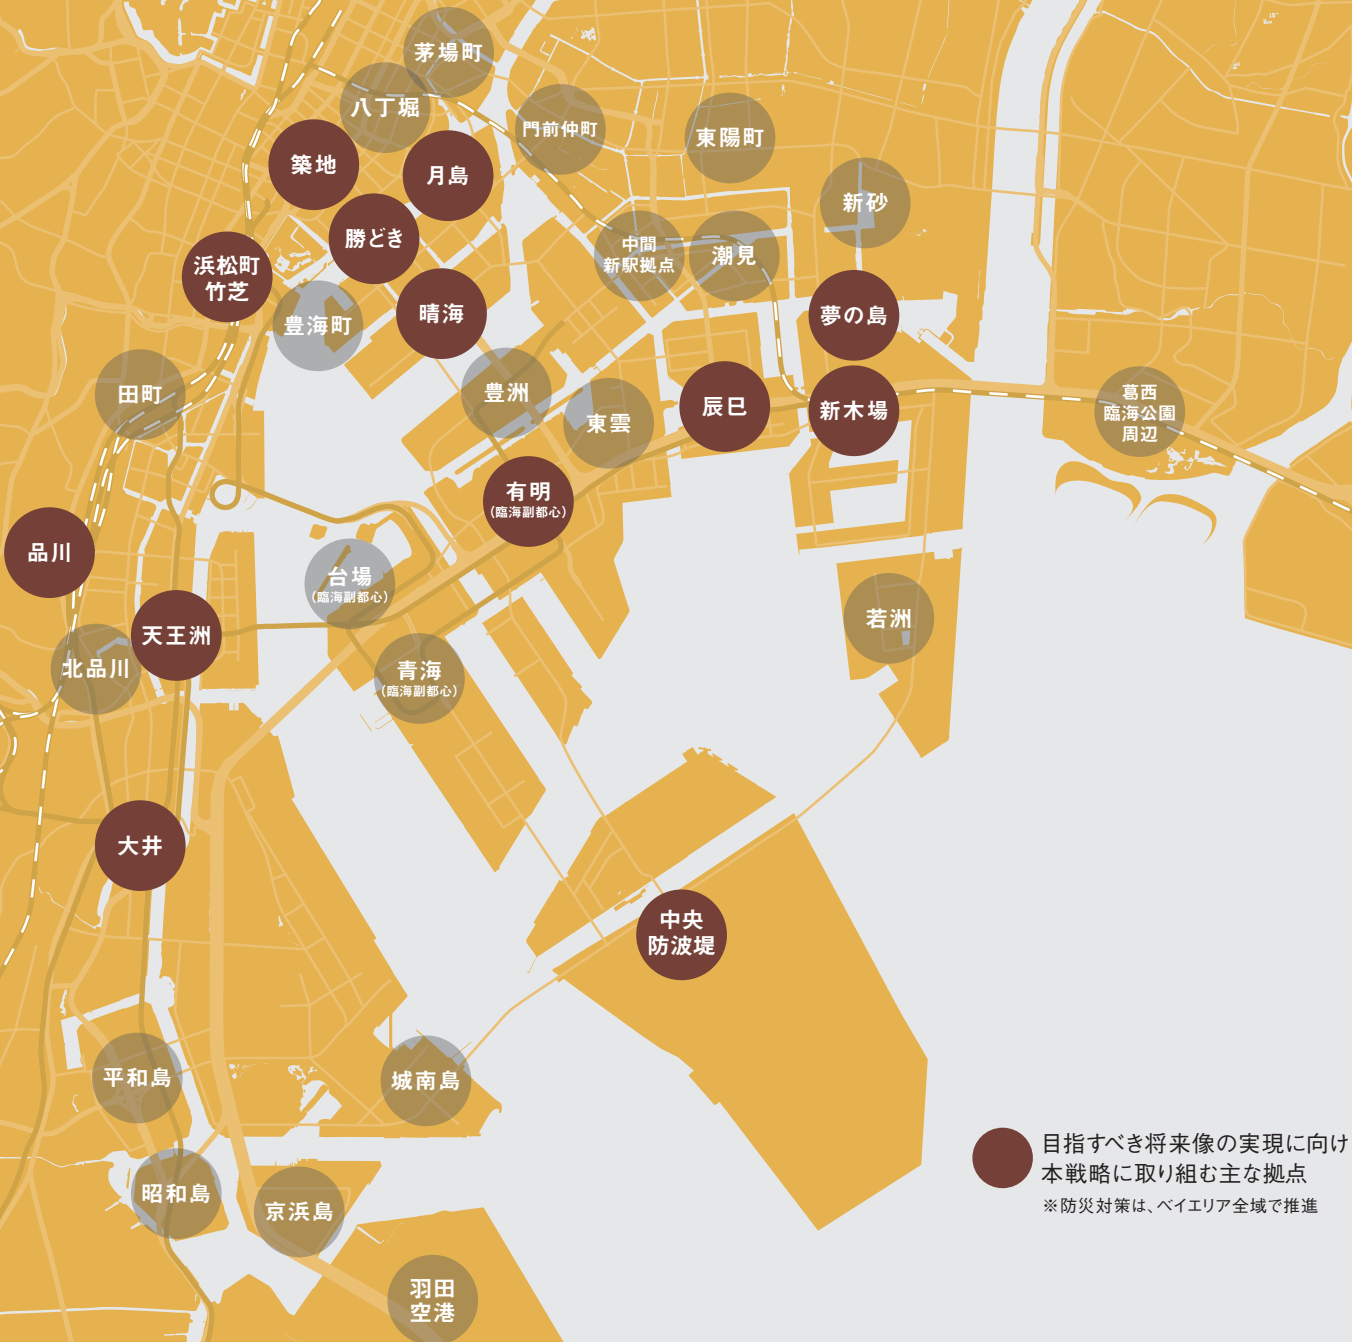 茅場町
八丁堀
門前仲町
東陽町
築地
月島
新砂
勝どき
中間
新駅拠点
潮見
浜松町
竹芝
豊海町
晴海
夢の島
田町
豊洲
東雲
辰巳
新木場
葛西
臨海公園
周辺
有明
(臨海副都心)
品川
台場
(臨海副都心)
若洲
天王洲
北品川
青海
(臨海副都心)
大井
中央
防波堤
平和島
城南島
昭和島
京浜島
羽田
空港
目指すべき将来像の実現に向け
本戦略に取り組む主な拠点
※防災対策は、ベイエリア全域で推進